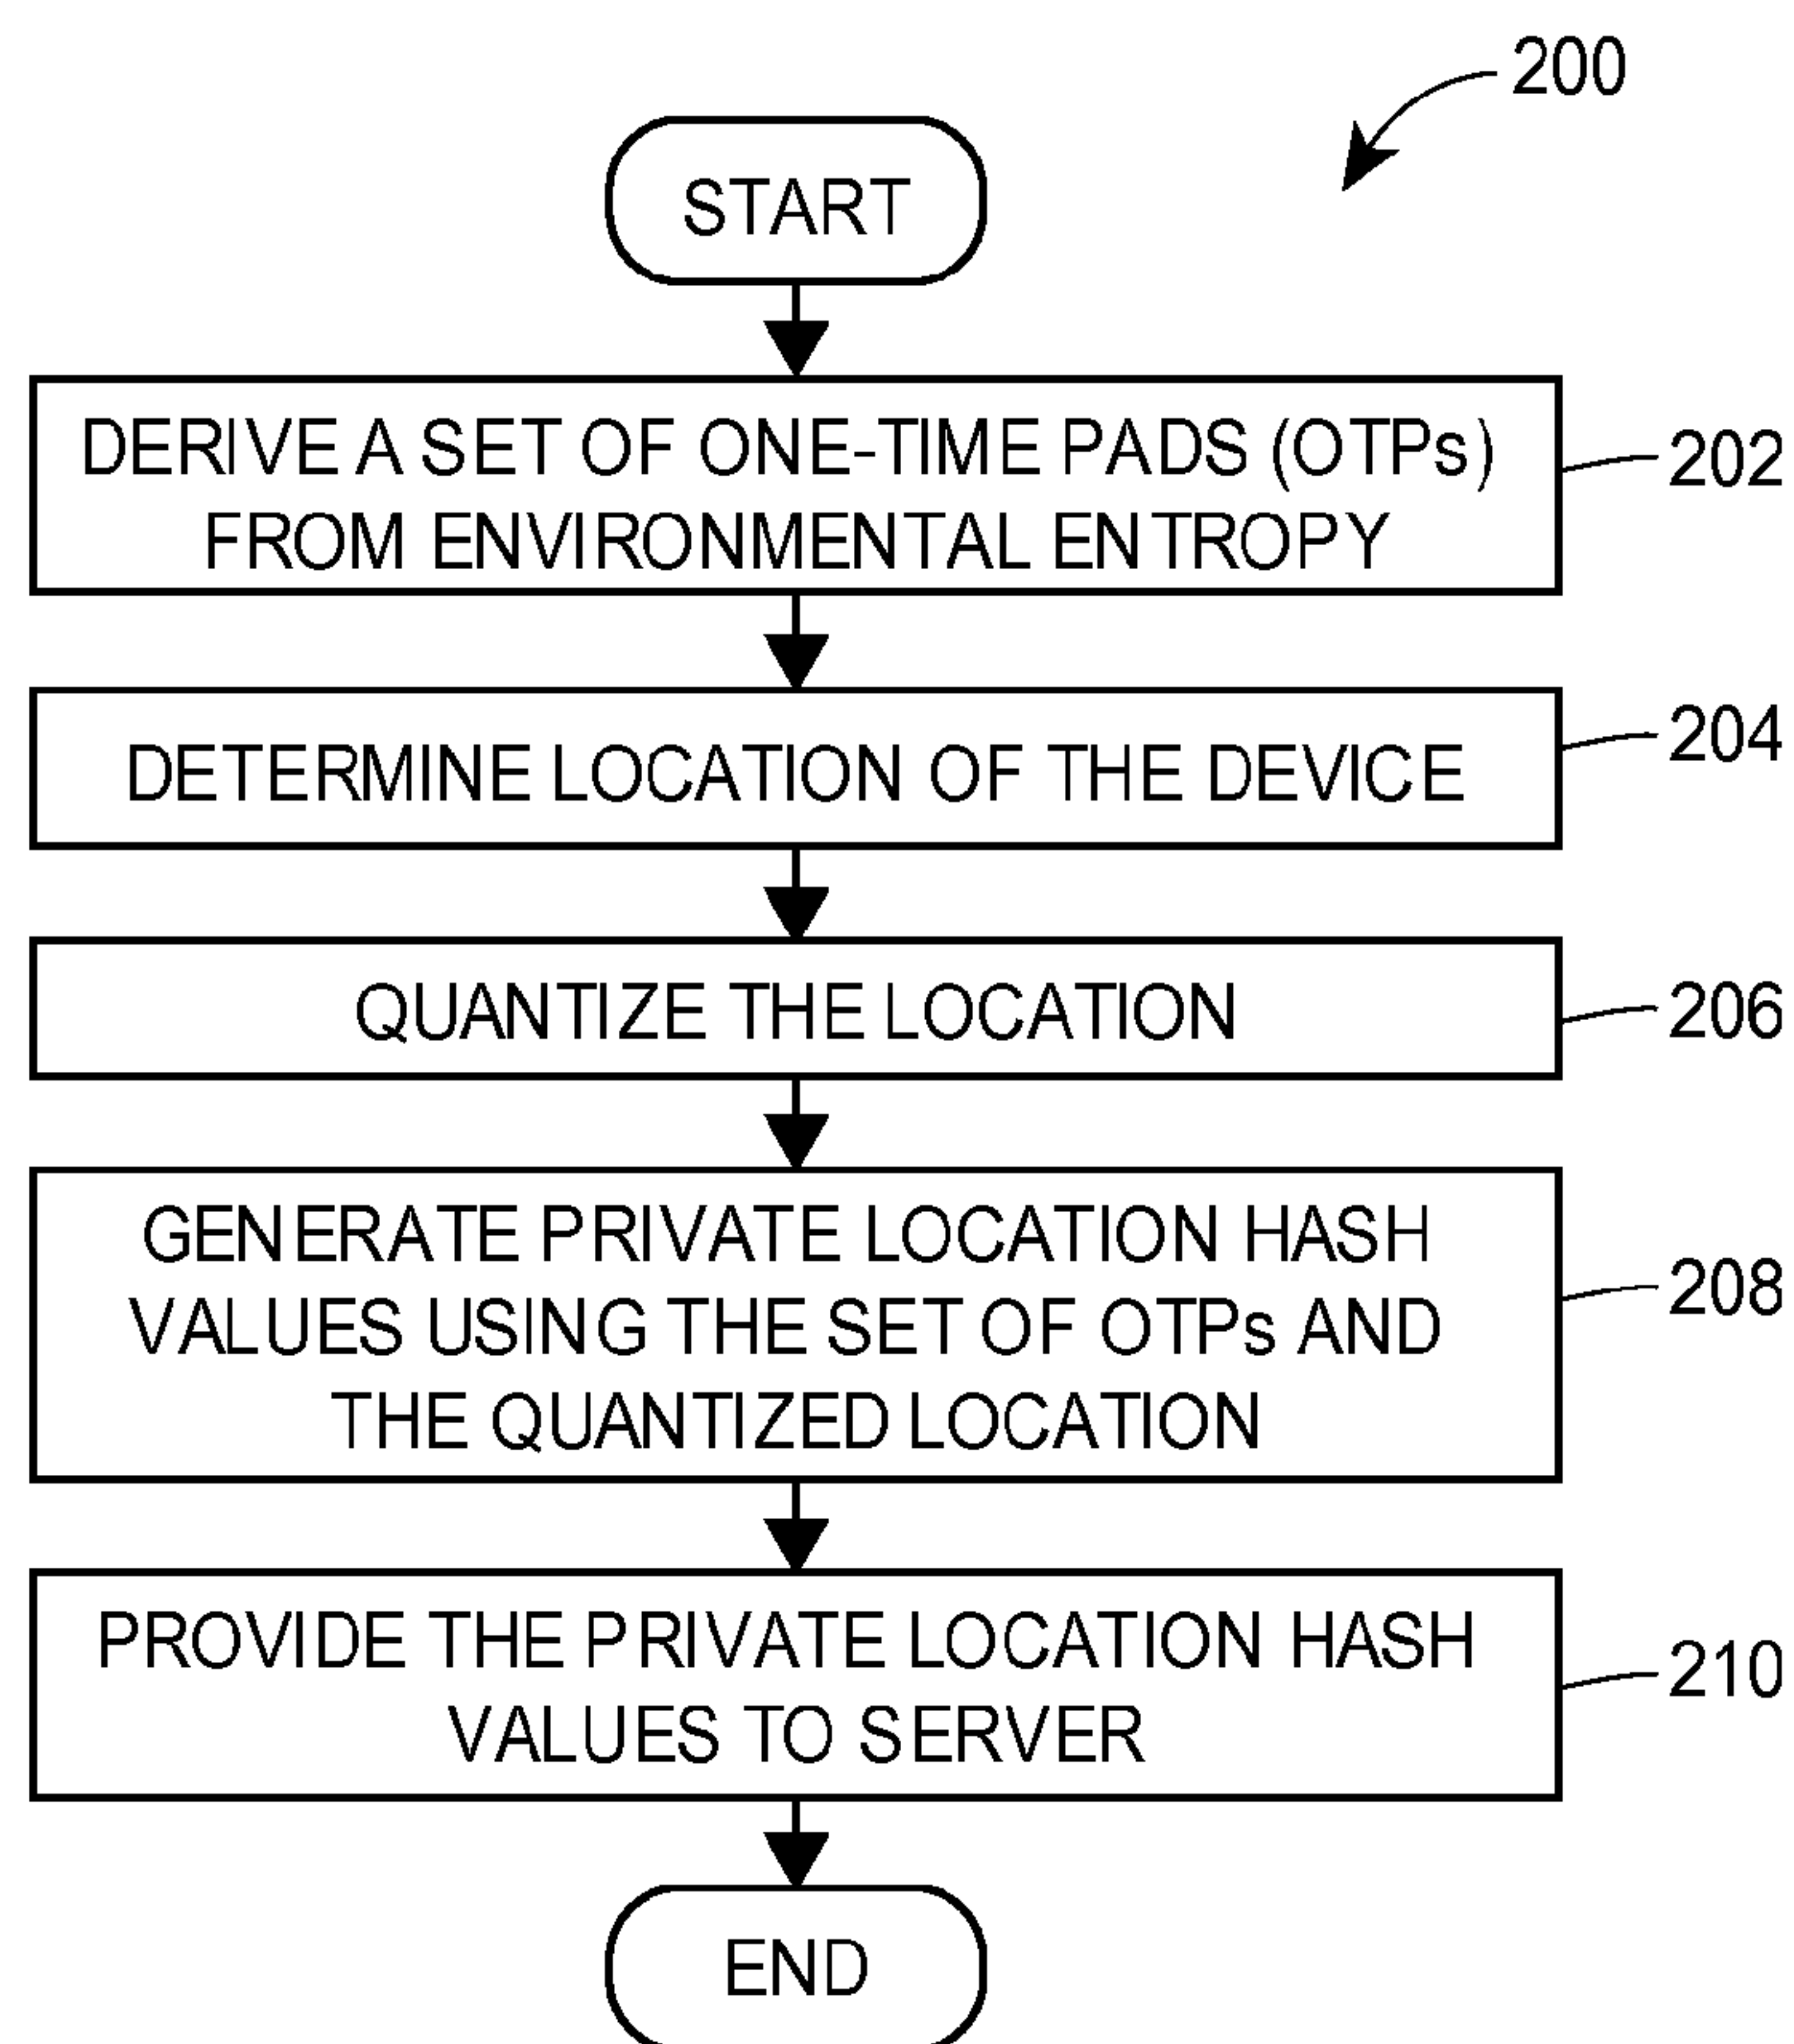 200
START
DERIVE A SET OF ONE-TIME PADS (OTPs)
FROM ENVIRONMENTAL ENTROPY
202
DETERMINE LOCATION OF THE DEVICE
204
QUANTIZE THE LOCATION
206
GENERATE PRIVATE LOCATION HASH
VALUES USING THE SET OF OTPs AND
THE QUANTIZED LOCATION
208
PROVIDE THE PRIVATE LOCATION HASH
VALUES TO SERVER
210
END